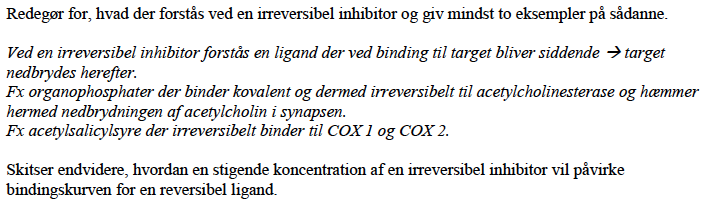 Redegør for, hvad der forstås ved en irreversibel inhibitor og giv mindst to eksempler på sådanne.
Ved en irreversibel inhibitor forstås en ligand der ved binding til target bliver siddende → target
nedbrydes herefter.
Fx organophosphater der binder kovalent og dermed irreversibelt til acetylcholinesterase og hæmmer
hermed nedbrydningen af acetylcholin i synapsen.
Fx acetylsalicylsyre der irreversibelt binder til COX 1 og COX 2.
Skitser endvidere, hvordan en stigende koncentration af en irreversibel inhibitor vil påvirke
bindingskurven for en reversibel ligand.